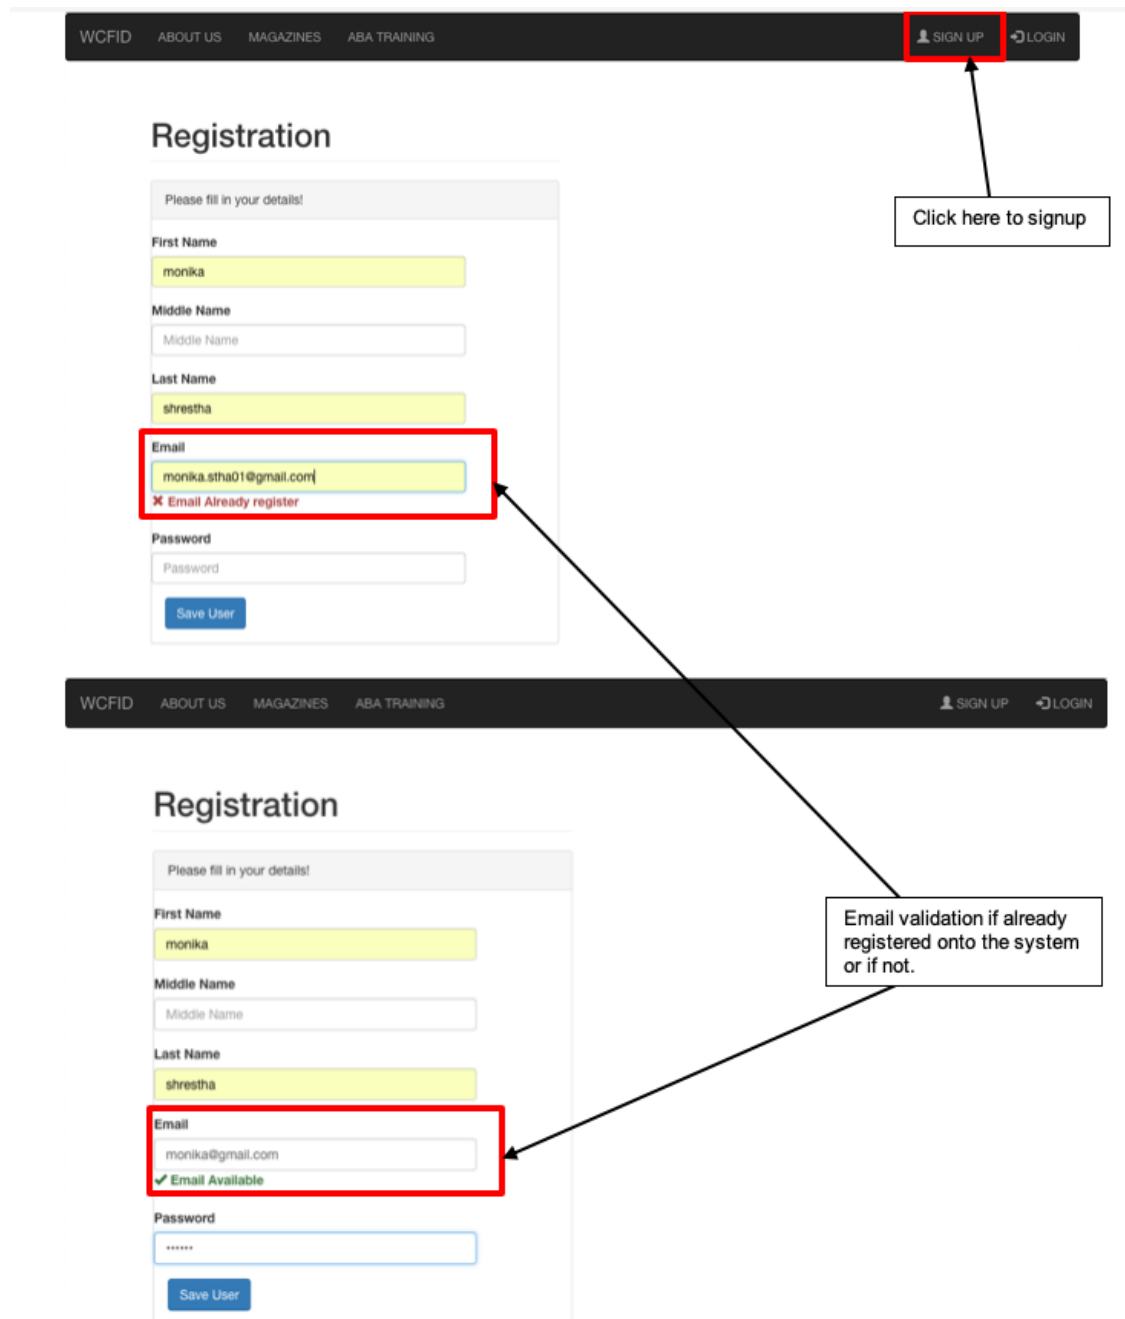 WCFID ABOUT US MAGAZINES ABA TRAINING SIGN UP LOGIN
Registration
Please fill in your details!
Click here to signup
First Name
monika
Middle Name
Middle Name
Last Name
shrestha
Email
monika.stha01@gmail.com
Email Already register
Password
Password
Save User
WCFID ABOUT US MAGAZINES ABA TRAINING SIGN UP LOGIN
Registration
Please fill in your details!
First Name
monika
Email validation if already
registered onto the system
or if not.
Middle Name
Middle Name
Last Name
shrestha
Email
monika@gmail.com
Email Available
Password
••••••
Save User